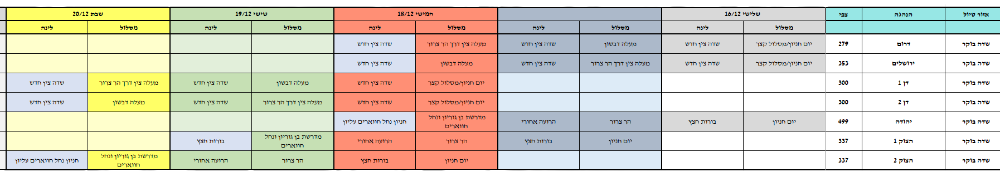 אזור טיול הנהגה צפי שלישי 16/12 חמישי 18/12 שישי 19/12 שבת 20/12
מסלול לינה מסלול לינה מסלול לינה מסלול לינה מסלול לינה
שדה בוקר דרום 279 יום חניון/מסלול קצר שדה צין חדש מעלה דבשון שדה צין חדש מעלה צין דרך הר צרור שדה צין חדש
שדה בוקר ירושלים 353 יום חניון/מסלול קצר שדה צין חדש מעלה צין דרך הר צרור שדה צין חדש מעלה דבשון שדה צין חדש
שדה בוקר דן 1 300 יום חניון/מסלול קצר שדה צין חדש מעלה דבשון שדה צין חדש מעלה צין דרך הר צרור שדה צין חדש
שדה בוקר דן 2 300 יום חניון/מסלול קצר שדה צין חדש מעלה צין דרך הר צרור שדה צין חדש מעלה דבשון שדה צין חדש
שדה בוקר יהודה 499 יום חניון בורות חצץ הר צרור הרועה אחורי מדרשת בן גוריון ונחל חווארים חניון נחל חווארים עליון
שדה בוקר הצוק 1 337 יום חניון בורות חצץ הר צרור הרועה אחורי מדרשת בן גוריון ונחל חווארים בורות חצץ
שדה בוקר הצוק 2 337 יום חניון בורות חצץ הר צרור הרועה אחורי מדרשת בן גוריון ונחל חווארים חניון נחל חווארים עליון